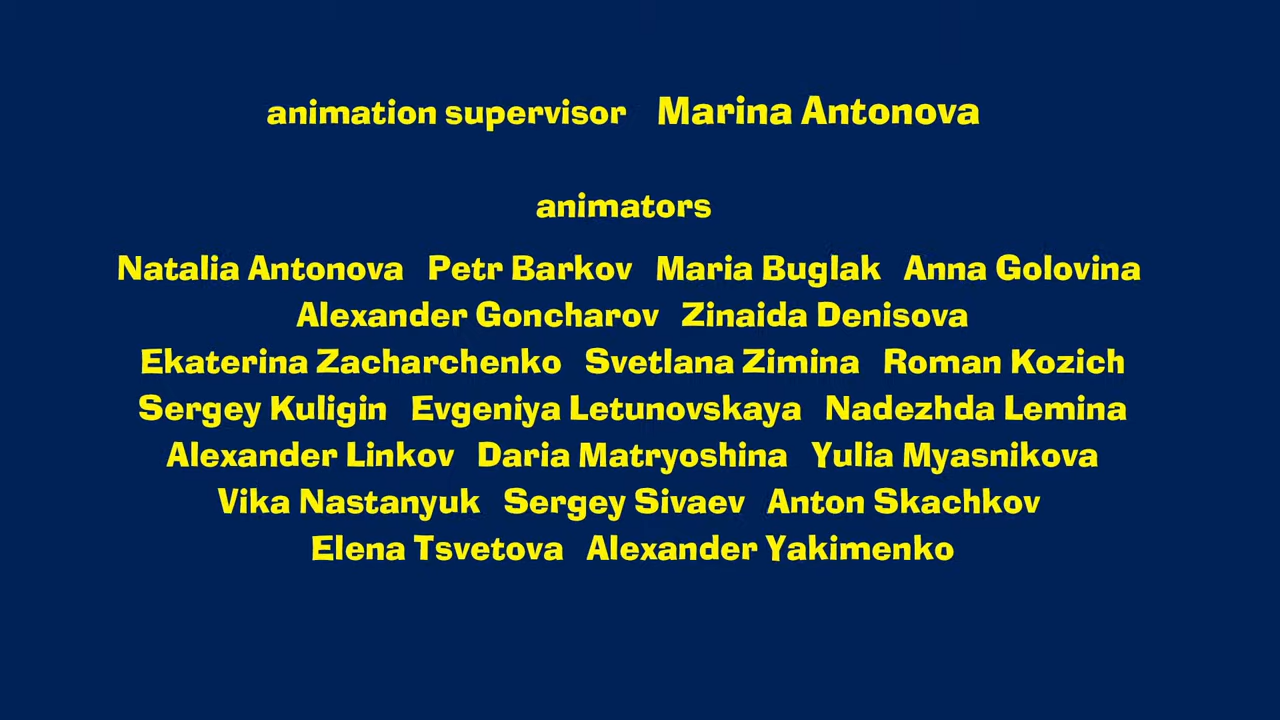 animation supervisor Marina Antonova
animators
Natalia Antonova Petr Barkov Maria Buglak Anna Golovina
Alexander Goncharov Zinaida Denisova
Ekaterina Zacharchenko Svetlana Zimina Roman Kozich
Sergey Kuligin Evgeniya Letunovskaya Nadezhda Lemina
Alexander Linkov Daria Matryoshina Yulia Myasnikova
Vika Nastanyuk Sergey Sivaev Anton Skachkov
Elena Tsvetova Alexander Yakimenko